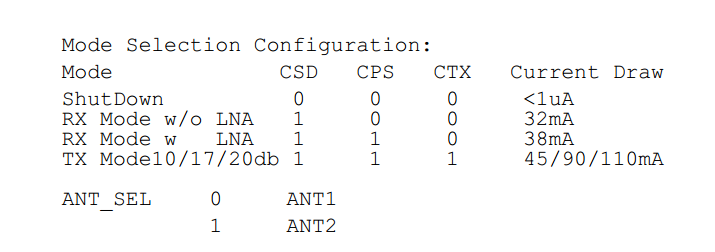 Mode Selection Configuration:
Mode CSD CPS CTX Current Draw
ShutDown 0 0 0 <1uA
RX Mode w/o LNA 1 0 0 32mA
RX Mode w LNA 1 1 0 38mA
TX Mode10/17/20db 1 1 1 45/90/110mA
ANT_SEL 0 ANT1
1 ANT2